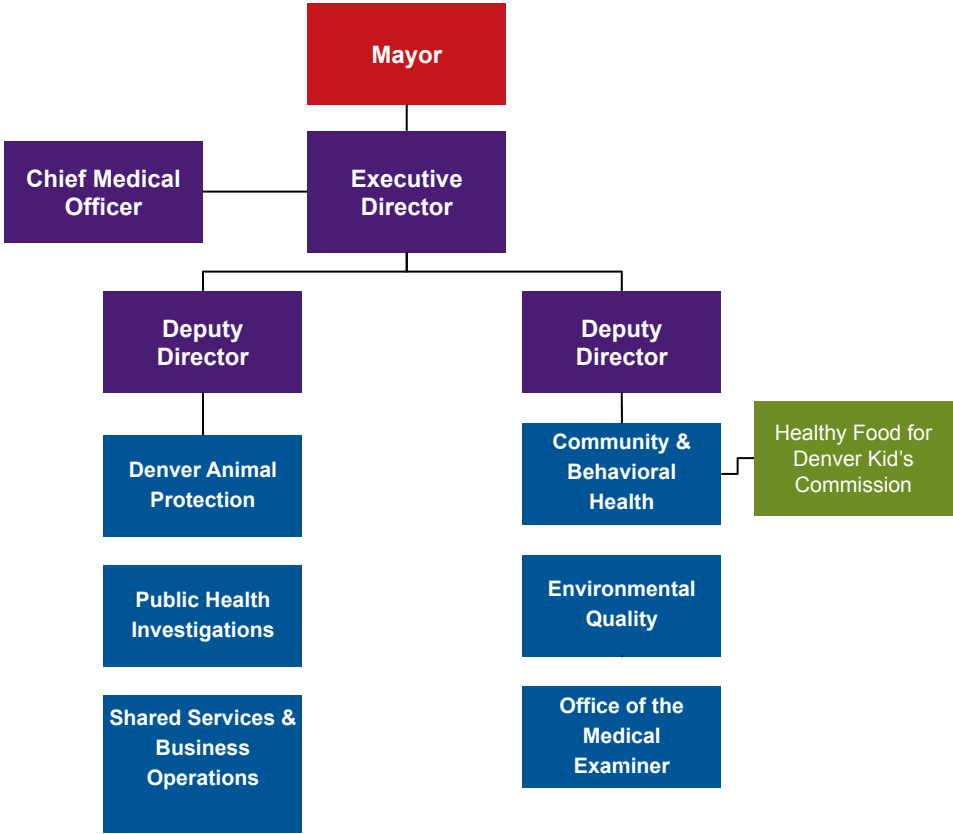 Mayor
Chief Medical
Officer
Executive
Director
Deputy
Director
Deputy
Director
Denver Animal
Protection
Community &
Behavioral
Health
Healthy Food for
Denver Kid’s
Commission
Public Health
Investigations
Environmental
Quality
Shared Services &
Business
Operations
Office of the
Medical
Examiner